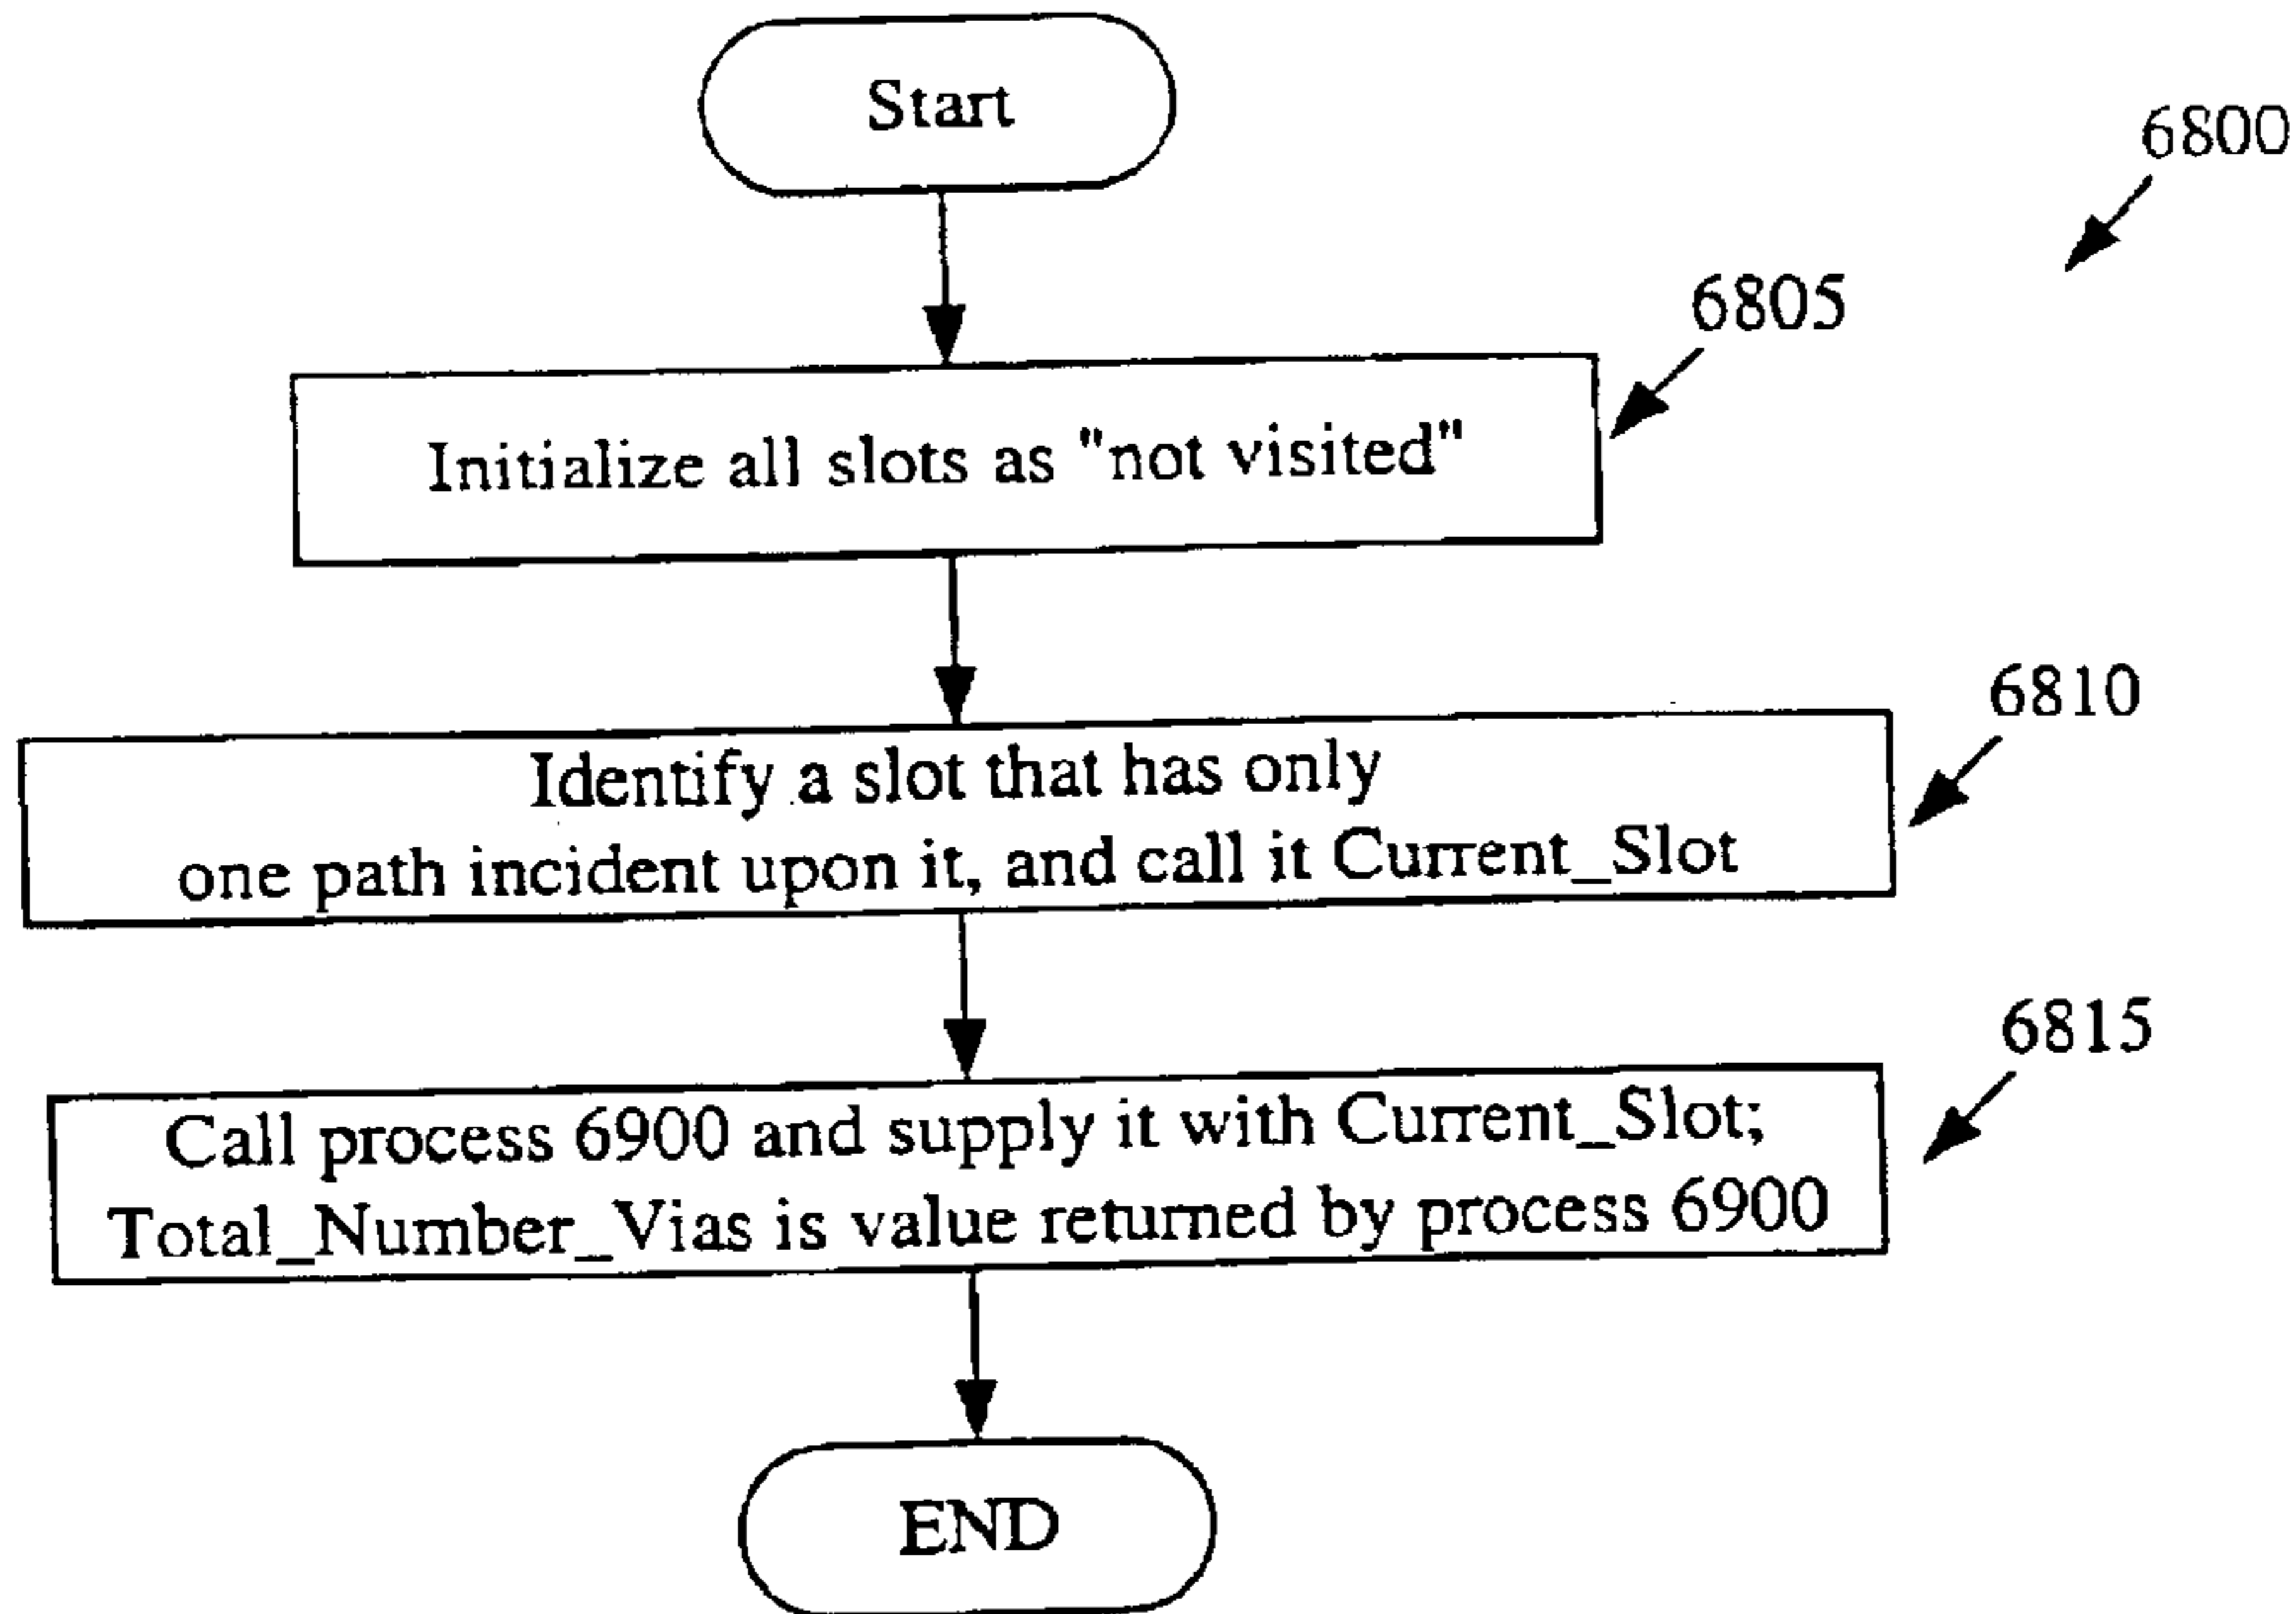 Start
6800
6805
Initialize all slots as "not visited"
6810
Identify a slot that has only
one path incident upon it, and call it Current_Slot
6815
Call process 6900 and supply it with Current_Slot;
Total_Number_Vias is value returned by process 6900
END